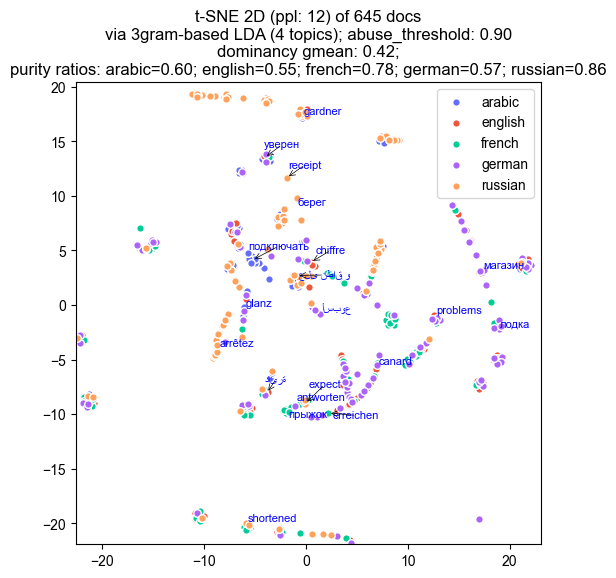 t-SNE 2D (ppl: 12) of 645 docs
via 3gram-based LDA (4 topics); abuse_threshold: 0.90
dominancy gmean: 0.42;
purity ratios: arabic=0.60; english=0.55; french=0.78; german=0.57; russian=0.86
20
15
10
5
0
−5
−10
−15
−20
−20
−10
0
10
20
arabic
english
french
german
russian
gardner
уверен
receipt
берег
подключать
chiffre
магазин
glanz
problems
лодка
arrêtez
canard
expect
antworten
прыжок
erreichen
shortened